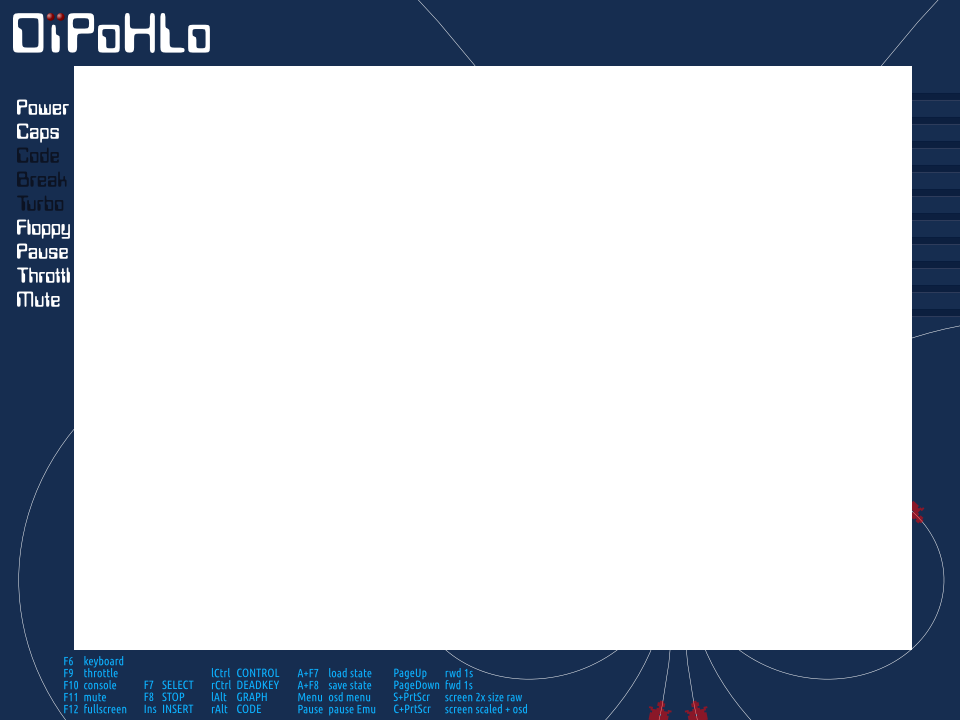 OïPoHLo
Power
Caps
Code
Break
Turbo
Floppy
Pause
Throttl
Mute
F6 keyboard
F9 throttle lCtrl CONTROL A+F7 load state PageUp rwd 1s
F10 console F7 SELECT rCtrl DEADKEY A+F8 save state PageDown fwd 1s
F11 mute F8 STOP lAlt GRAPH Menu osd menu S+PrtScr screen 2x size raw
F12 fullscreen Ins INSERT rAlt CODE Pause pause Emu C+PrtScr screen scaled + osd